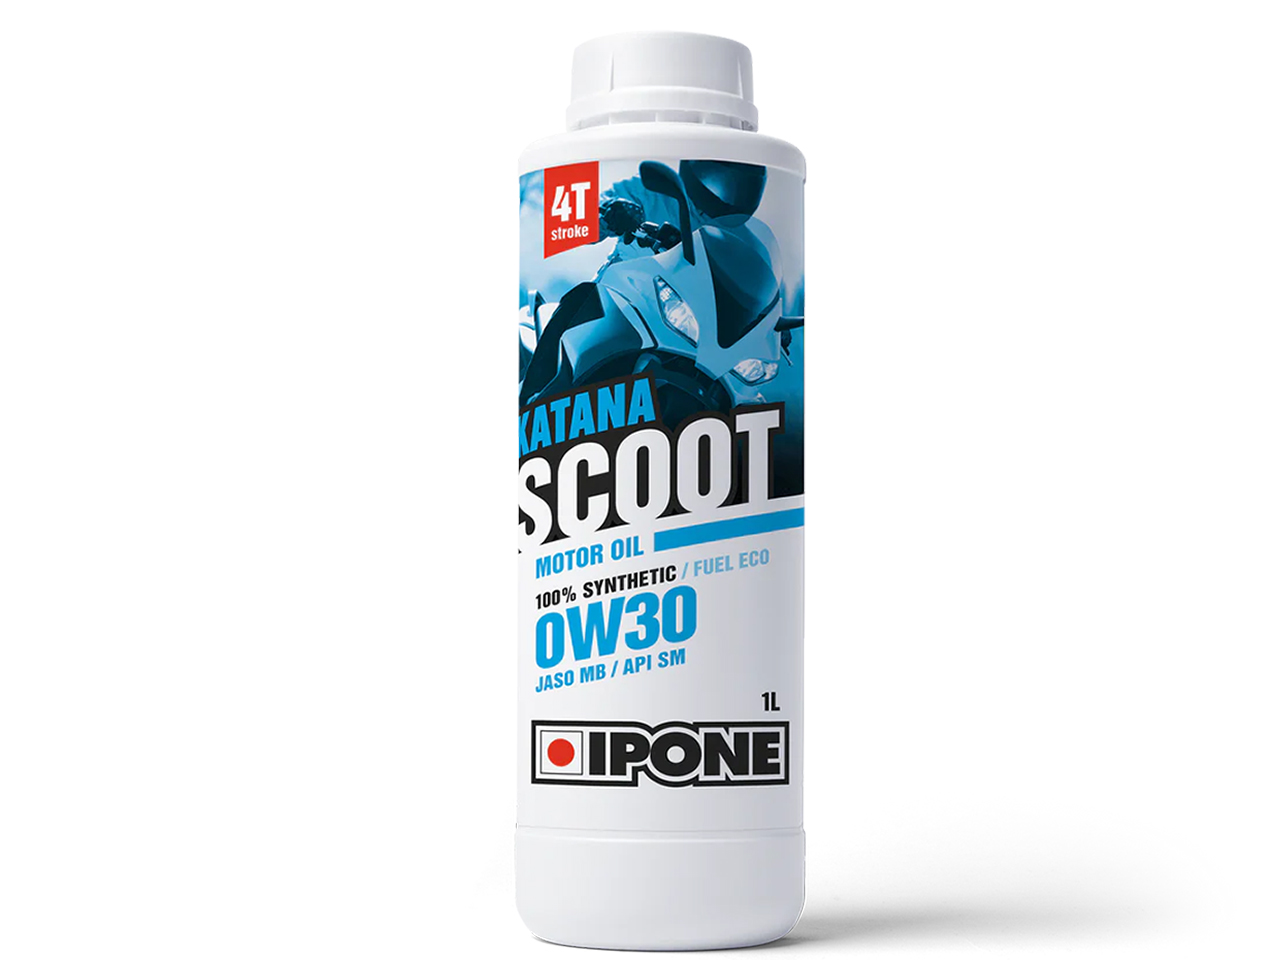 4T
stroke
KATANA
SCOOT
MOTOR OIL
100% SYNTHETIC / FUEL ECO
0W30
JASO MB / API SM
1L
IPONE